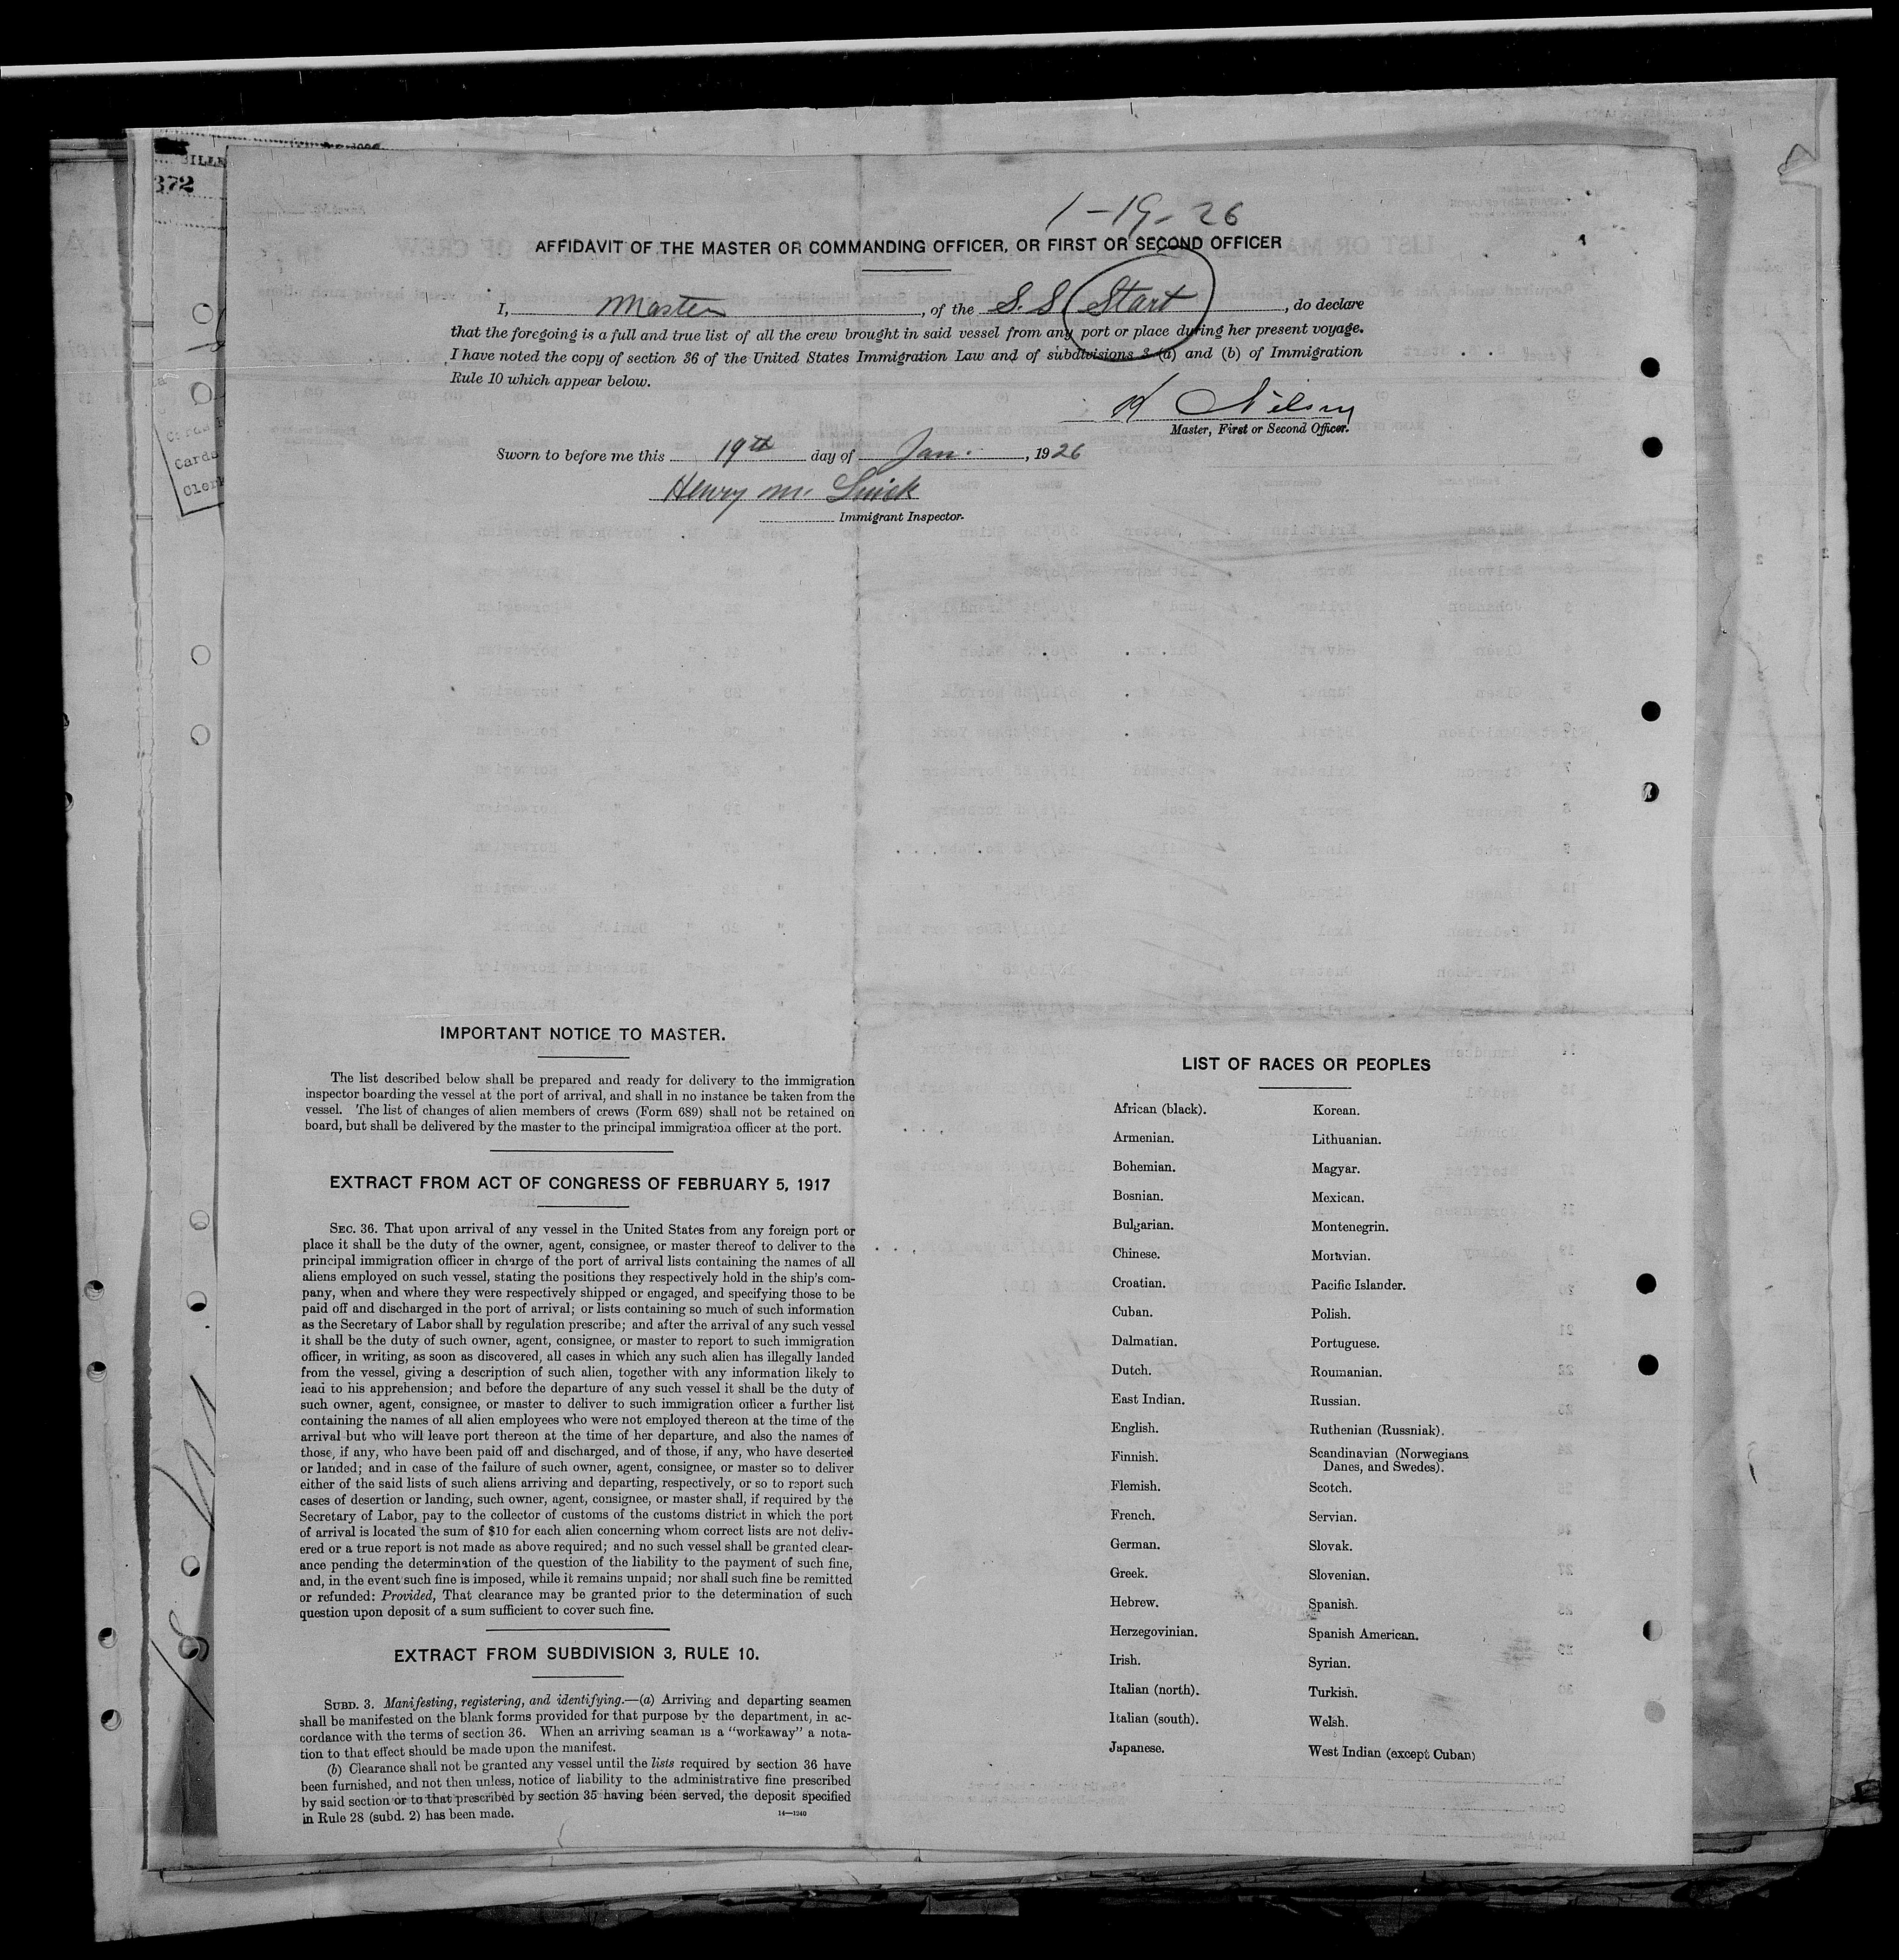 1-19-26
AFFIDAVIT OF THE MASTER OR COMMANDING OFFICER, OR FIRST OR SECOND OFFICER
I, Master, of the S.S. Start, do declare
that the foregoing is a full and true list of all the crew brought in said vessel from any port or place during her present voyage.
I have noted the copy of section 36 of the United States Immigration Law and of subdivisions 3 (a) and (b) of Immigration
Rule 10 which appear below.
K Nilsen
Master, First or Second Officer.
Sworn to before me this 19th day of Jan., 1926
Henry M.
Immigrant Inspector.
IMPORTANT NOTICE TO MASTER.
The list described below shall be prepared and ready for delivery to the immigration
inspector boarding the vessel at the port of arrival, and shall in no instance be taken from the
vessel. The list of changes of alien members of crews (Form 689) shall not be retained on
board, but shall be delivered by the master to the principal immigration officer at the port.
EXTRACT FROM ACT OF CONGRESS OF FEBRUARY 5, 1917
SEC. 36. That upon arrival of any vessel in the United States from any foreign port or
place it shall be the duty of the owner, agent, consignee, or master thereof to deliver to the
principal immigration officer in charge of the port of arrival lists containing the names of all
aliens employed on such vessel, stating the positions they respectively hold in the ship's com-
pany, when and where they were respectively shipped or engaged, and specifying those to be
paid off and discharged in the port of arrival; or lists containing so much of such information
as the Secretary of Labor shall by regulation prescribe; and after the arrival of any such vessel
it shall be the duty of such owner, agent, consignee, or master to report to such immigration
officer, in writing, as soon as discovered, all cases in which any such alien has illegally landed
from the vessel, giving a description of such alien, together with any information likely to
lead to his apprehension; and before the departure of any such vessel it shall be the duty of
such owner, agent, consignee, or master to deliver to such immigration officer a further list
containing the names of all alien employees who were not employed thereon at the time of the
arrival but who will leave port thereon at the time of her departure, and also the names of
those, if any, who have been paid off and discharged, and of those, if any, who have deserted
or landed; and in case of the failure of such owner, agent, consignee, or master so to deliver
either of the said lists of such aliens arriving and departing, respectively, or so to report such
cases of desertion or landing, such owner, agent, consignee, or master shall, if required by the
Secretary of Labor, pay to the collector of customs of the customs district in which the port
of arrival is located the sum of $10 for each alien concerning whom correct lists are not deliv-
ered or a true report is not made as above required; and no such vessel shall be granted clear-
ance pending the determination of the question of the liability to the payment of such fine,
and, in the event such fine is imposed, while it remains unpaid; nor shall such fine be remitted
or refunded: Provided, That clearance may be granted prior to the determination of such
question upon deposit of a sum sufficient to cover such fine.
EXTRACT FROM SUBDIVISION 3, RULE 10.
SUBD. 3. Manifesting, registering, and identifying.—(a) Arriving and departing seamen
shall be manifested on the blank forms provided for that purpose by the department, in ac-
cordance with the terms of section 36. When an arriving seaman is a "workaway" a nota-
tion to that effect should be made upon the manifest.
(b) Clearance shall not be granted any vessel until the lists required by section 36 have
been furnished, and not then unless, notice of liability to the administrative fine prescribed
by said section or to that prescribed by section 35 having been served, the deposit specified
in Rule 28 (subd. 2) has been made.
14—1240
LIST OF RACES OR PEOPLES
African (black).
Armenian.
Bohemian.
Bosnian.
Bulgarian.
Chinese.
Croatian.
Cuban.
Dalmatian.
Dutch.
East Indian.
English.
Finnish.
Flemish.
French.
German.
Greek.
Hebrew.
Herzegovinian.
Irish.
Italian (north).
Italian (south).
Japanese.
Korean.
Lithuanian.
Magyar.
Mexican.
Montenegrin.
Moravian.
Pacific Islander.
Polish.
Portuguese.
Roumanian.
Russian.
Ruthenian (Russniak).
Scandinavian (Norwegians
Danes, and Swedes).
Scotch.
Servian.
Slovak.
Slovenian.
Spanish.
Spanish American.
Syrian.
Turkish.
Welsh.
West Indian (except Cuban)
372
Cards